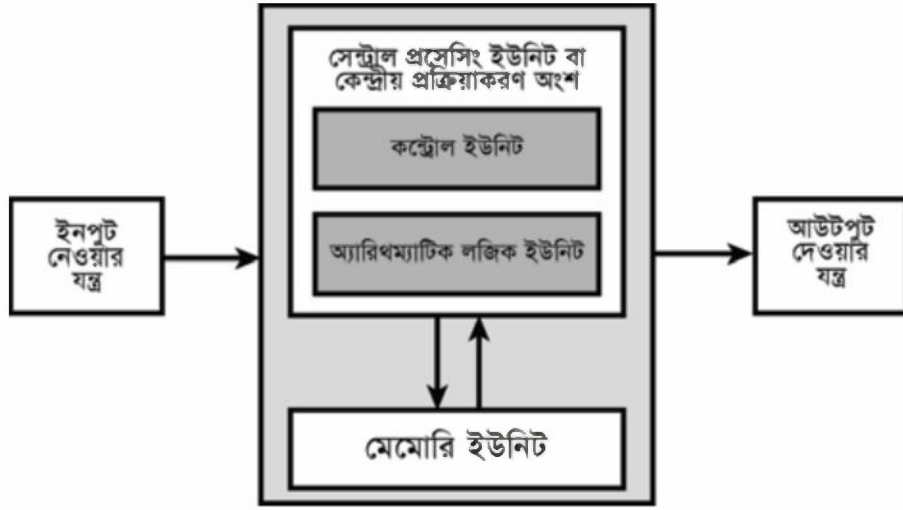 সেন্ট্রাল প্রসেসিং ইউনিট বা
কেন্দ্রীয় প্রক্রিয়াকরণ অংশ
কন্ট্রোল ইউনিট
অ্যারিথম্যাটিক লজিক ইউনিট
ইনপুট
নেওয়ার
যন্ত্র
আউটপুট
দেওয়ার
যন্ত্র
মেমোরি ইউনিট